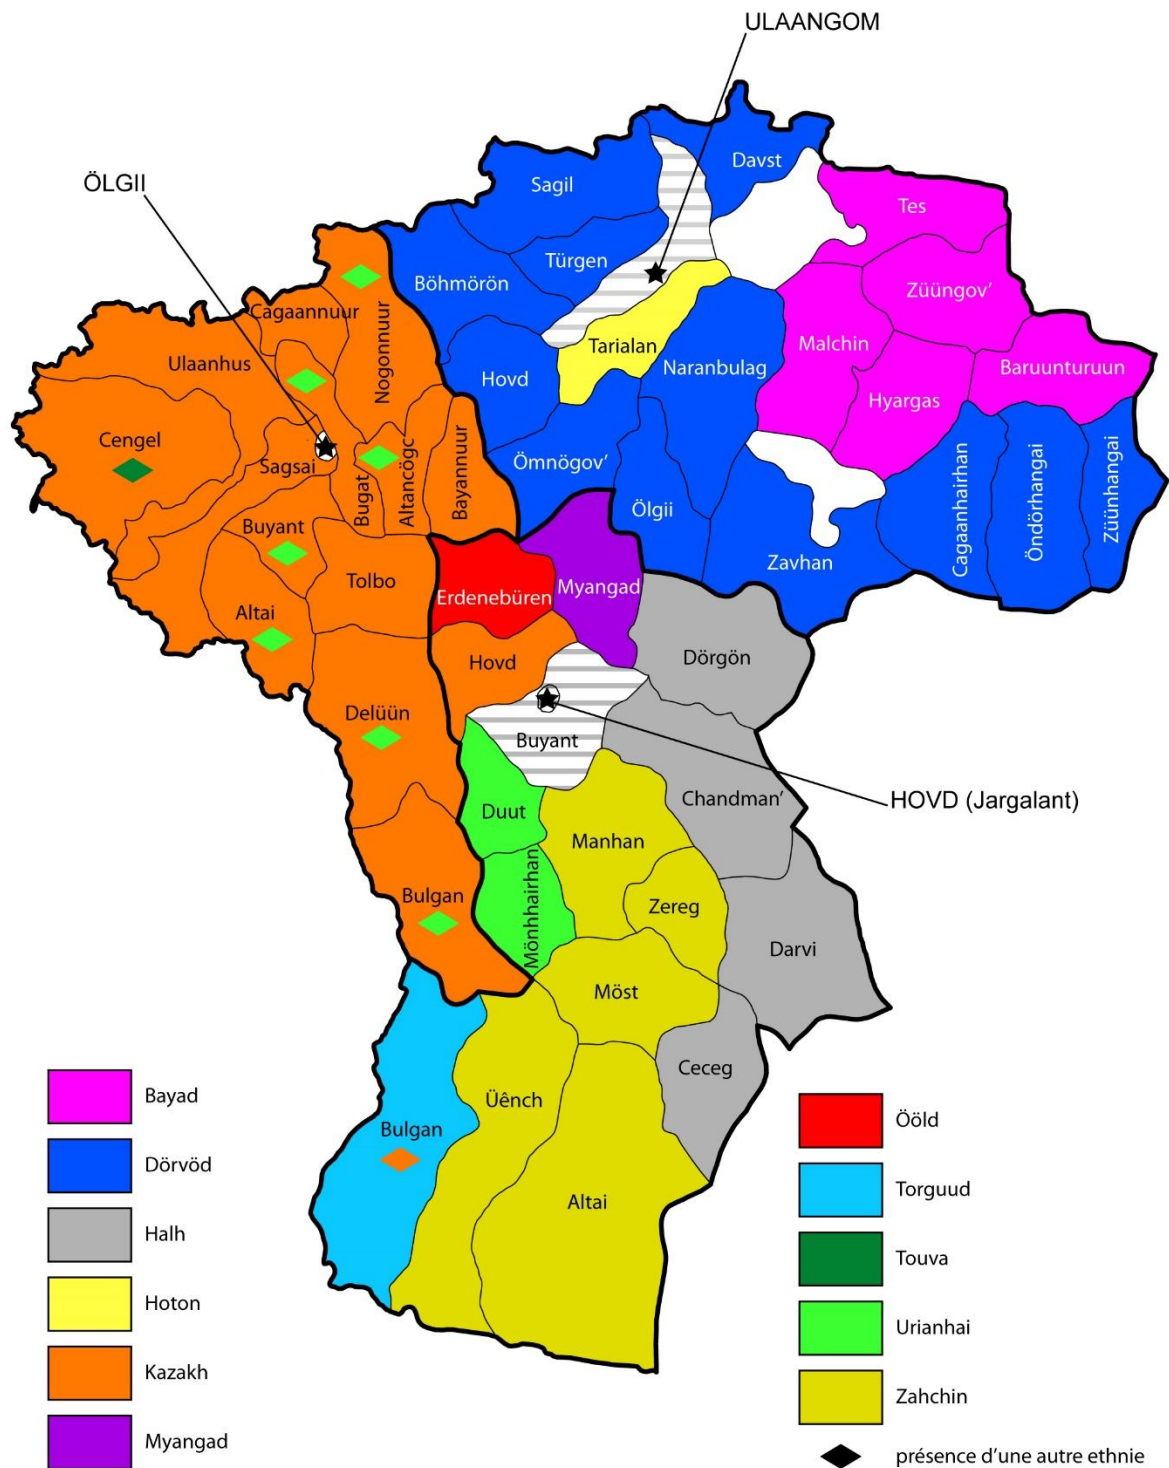 ULAANGOM
ÖLGII
Davst
Sagil
Tes
Türgen
Böhmörön
Züüngov'
Cagaannuur
Ulaanhus
Nogonnuur
Tarialan
Malchin
Baruunturuun
Hovd
Naranbulag
Hyargas
Cengel
Sagsai
Bugat
Altancögc
Bayannuur
Ömnögov'
Ölgii
Cagaanhairhan
Öndörhangai
Züünhangai
Buyant
Zavhan
Tolbo
Myangad
Erdenebüren
Altai
Hovd
Dörgön
Delüün
Buyant
Chandman'
HOVD (Jargalant)
Duut
Manhan
Bulgan
Mönhhairhan
Zereg
Darvi
Möst
Ceceg
Üênch
Bulgan
Altai
Bayad
Dörvöd
Halh
Hoton
Kazakh
Myangad
Ööld
Torguud
Touva
Urianhai
Zahchin
présence d'une autre ethnie